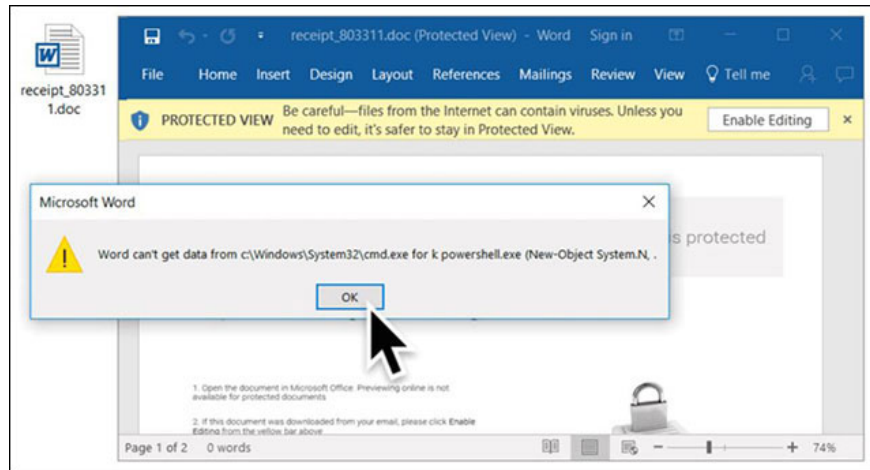 receipt_803311.doc (Protected View) - Word Sign in
File Home Insert Design Layout References Mailings Review View Tell me
receipt_80331
1.doc
PROTECTED VIEW Be careful—files from the Internet can contain viruses. Unless you
need to edit, it's safer to stay in Protected View.
Enable Editing
Microsoft Word
s protected
Word can't get data from c:\Windows\System32\cmd.exe for k powershell.exe (New-Object System.N, .
OK
1. Open the document in Microsoft Office. Previewing online is not
available for protected documents
2. If this document was downloaded from your email, please click Enable
Editing from the yellow bar above
Page 1 of 2 0 words
74%